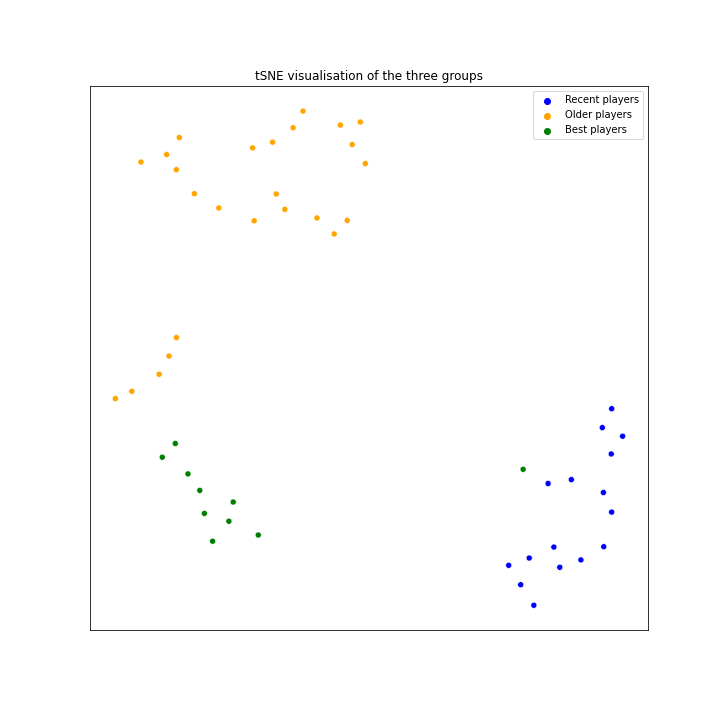 tSNE visualisation of the three groups
Recent players
Older players
Best players